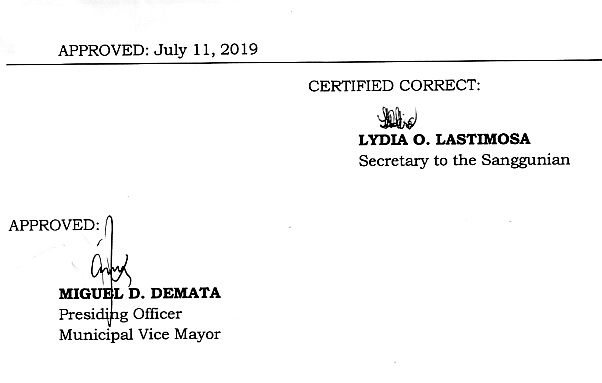 APPROVED: July 11, 2019
CERTIFIED CORRECT:
LYDIA O. LASTIMOSA
Secretary to the Sanggunian
APPROVED:
MIGUEL D. DEMATA
Presiding Officer
Municipal Vice Mayor